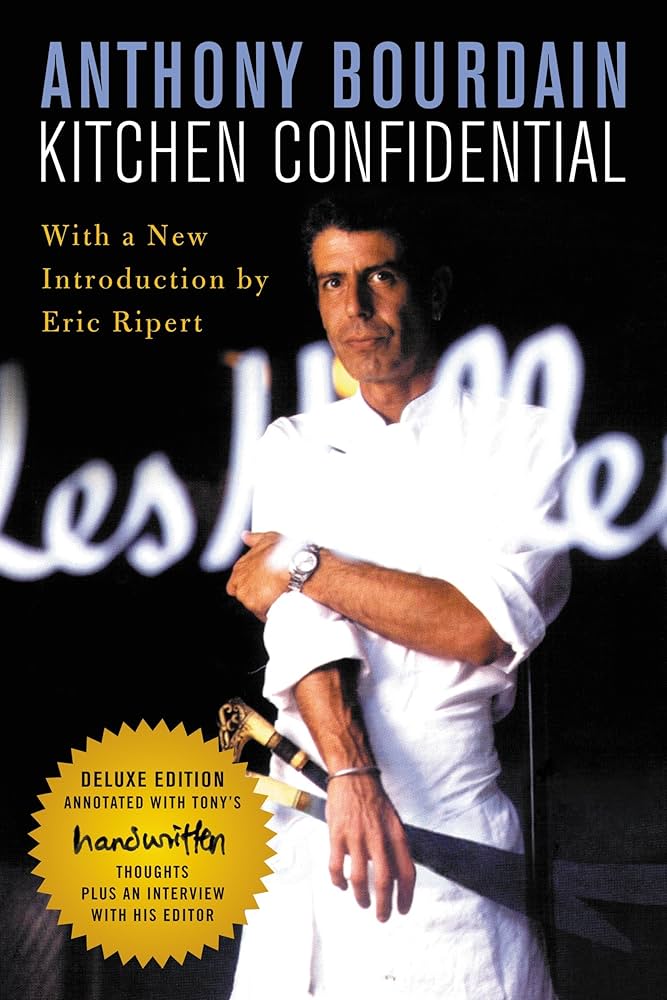 ANTHONY BOURDAIN
KITCHEN CONFIDENTIAL
With a New
Introduction by
Eric Ripert
Les
DELUXE EDITION
ANNOTATED WITH TONY'S
handwritten
THOUGHTS
PLUS AN INTERVIEW
WITH HIS EDITOR